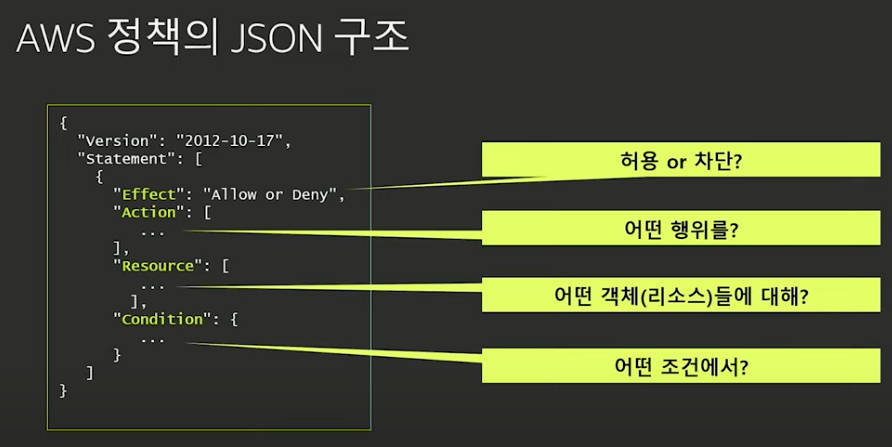 AWS 정책의 JSON 구조
{
"Version": "2012-10-17",
"Statement": [
{
"Effect": "Allow or Deny",
"Action": [
...
],
"Resource": [
...
],
"Condition": {
...
}
]
}
허용 or 차단?
어떤 행위를?
어떤 객체(리소스)들에 대해?
어떤 조건에서?